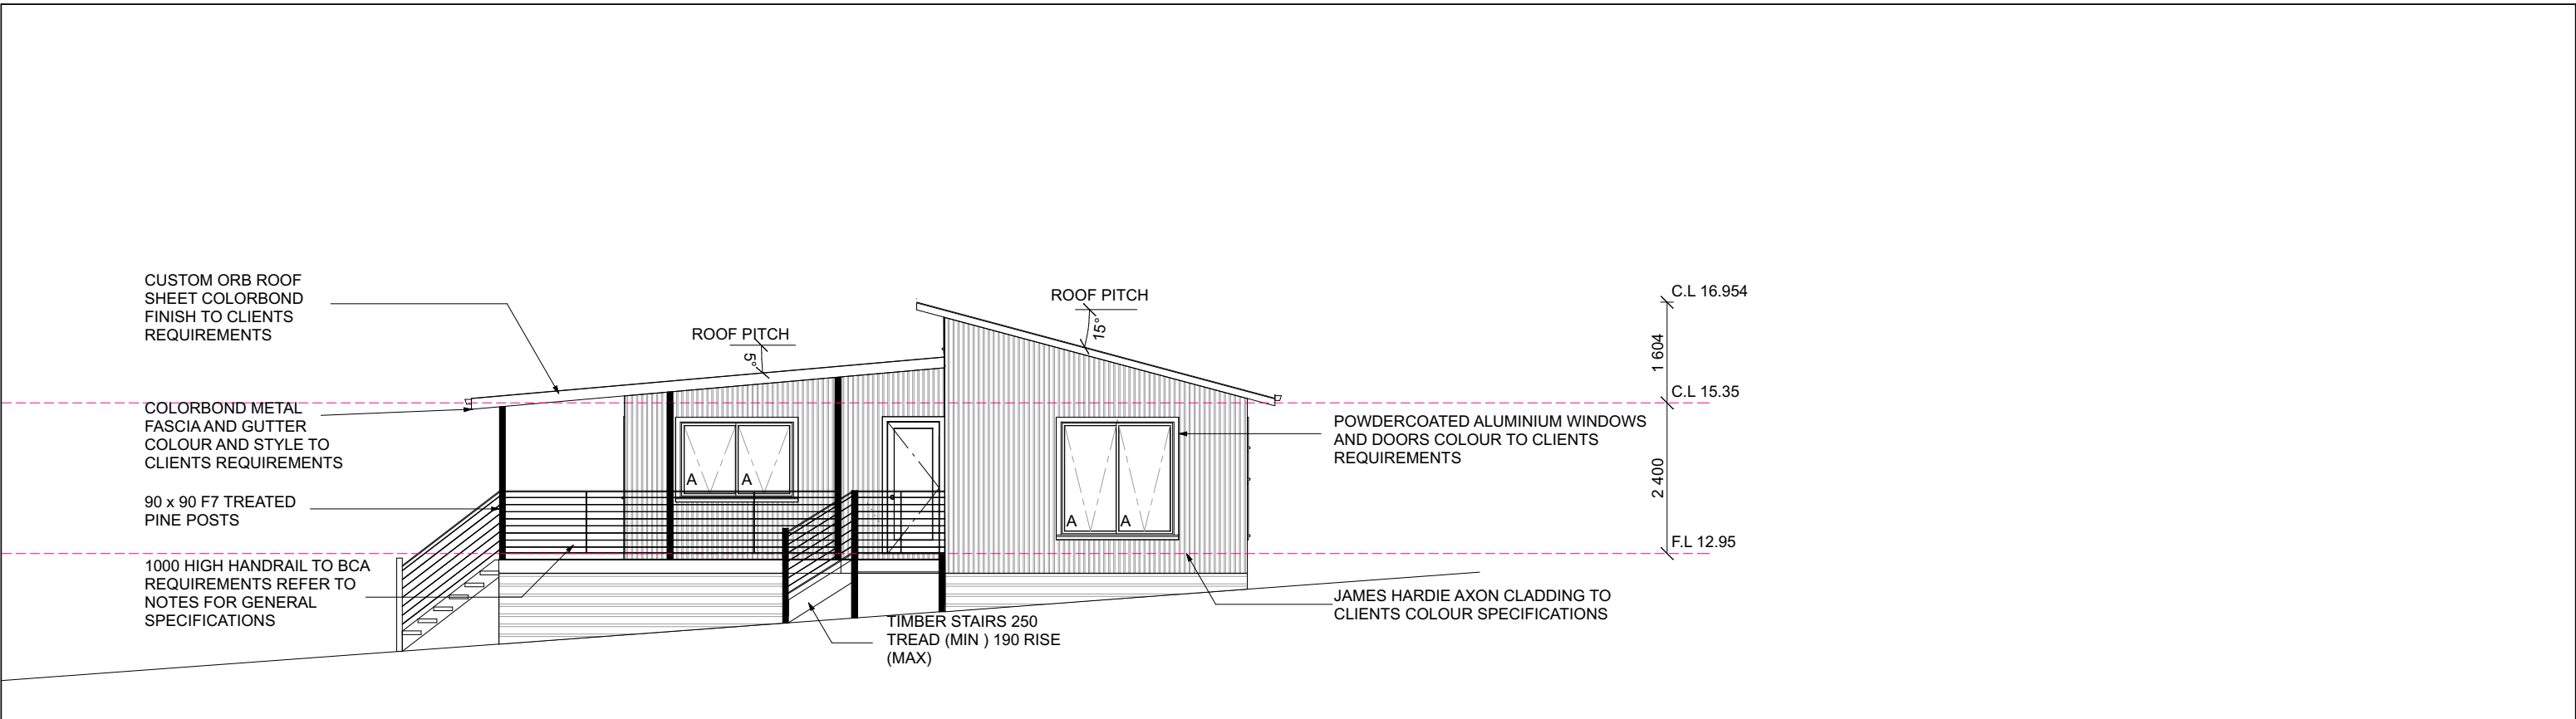 CUSTOM ORB ROOF
SHEET COLORBOND
FINISH TO CLIENTS
REQUIREMENTS
COLORBOND METAL
FASCIA AND GUTTER
COLOUR AND STYLE TO
CLIENTS REQUIREMENTS
90 x 90 F7 TREATED
PINE POSTS
1000 HIGH HANDRAIL TO BCA
REQUIREMENTS REFER TO
NOTES FOR GENERAL
SPECIFICATIONS
ROOF PITCH
5°
ROOF PITCH
15°
A
A
A
A
TIMBER STAIRS 250
TREAD (MIN ) 190 RISE
(MAX)
POWDERCOATED ALUMINIUM WINDOWS
AND DOORS COLOUR TO CLIENTS
REQUIREMENTS
JAMES HARDIE AXON CLADDING TO
CLIENTS COLOUR SPECIFICATIONS
C.L 16.954
1 604
C.L 15.35
2 400
F.L 12.95